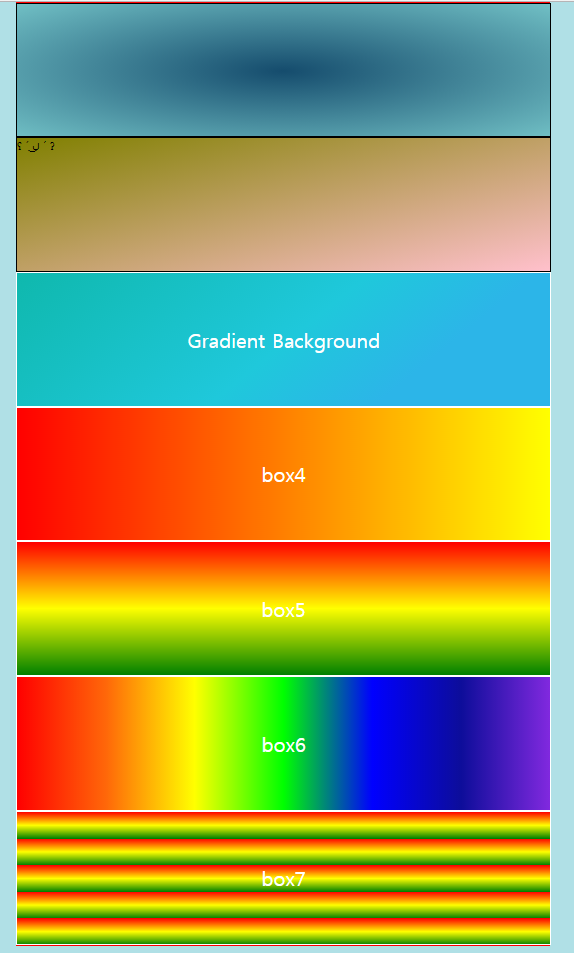 ʕ ͡° ͜ʖ ͡° ʔ
Gradient Background
box4
box5
box6
box7